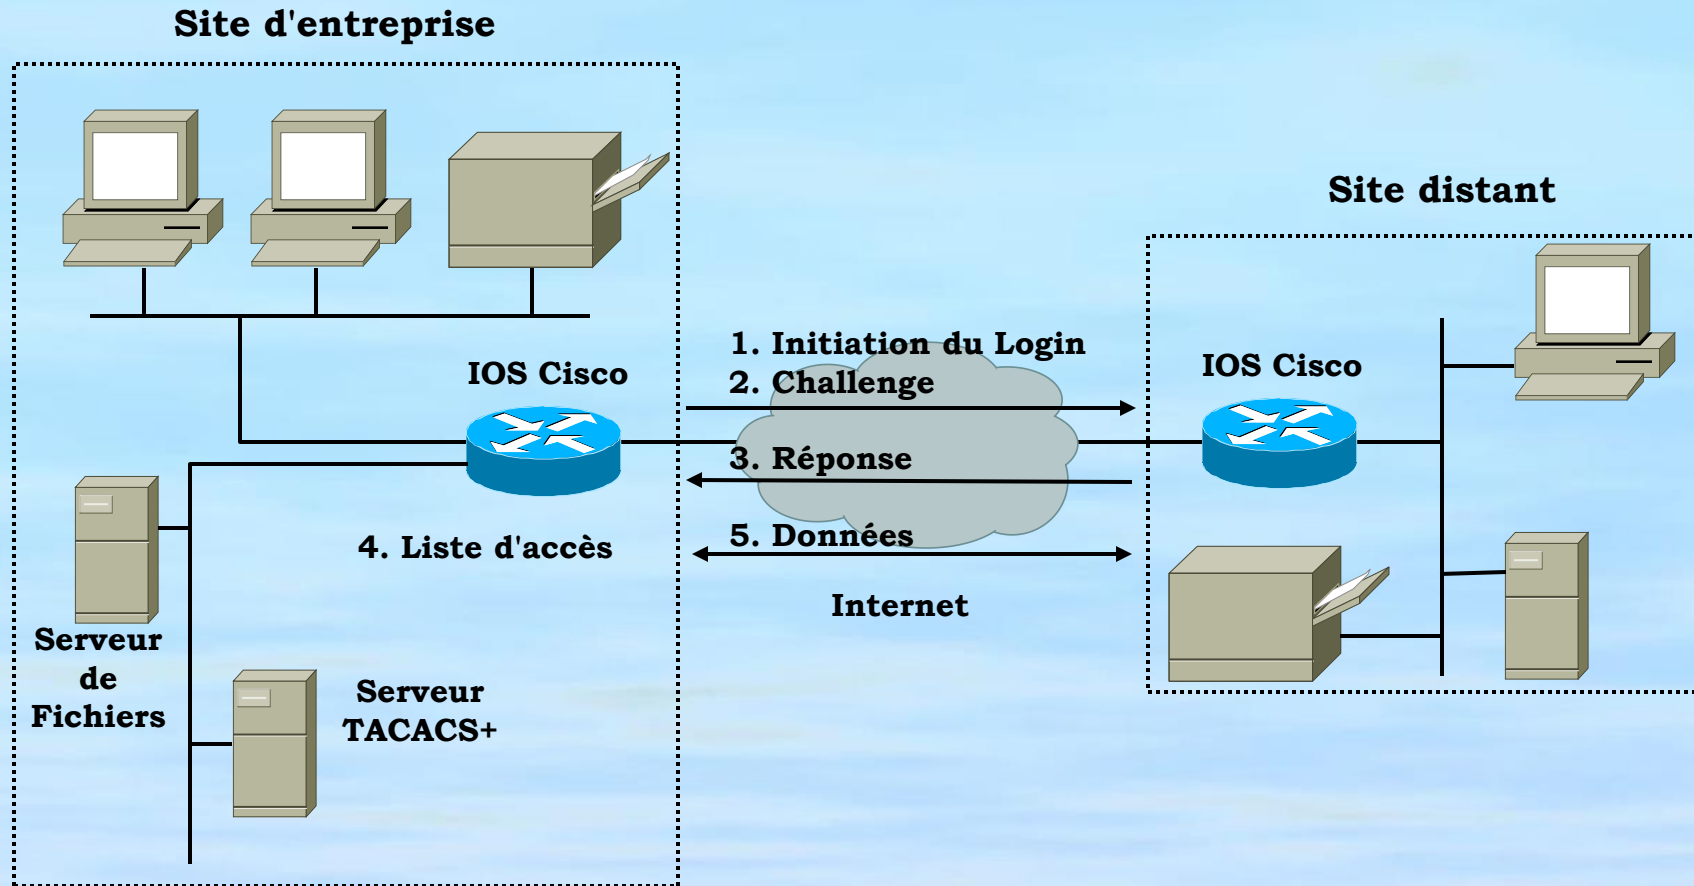 Site d'entreprise
Site distant
1. Initiation du Login
2. Challenge
IOS Cisco
IOS Cisco
3. Réponse
4. Liste d'accès
5. Données
Internet
Serveur
de
Fichiers
Serveur
TACACS+